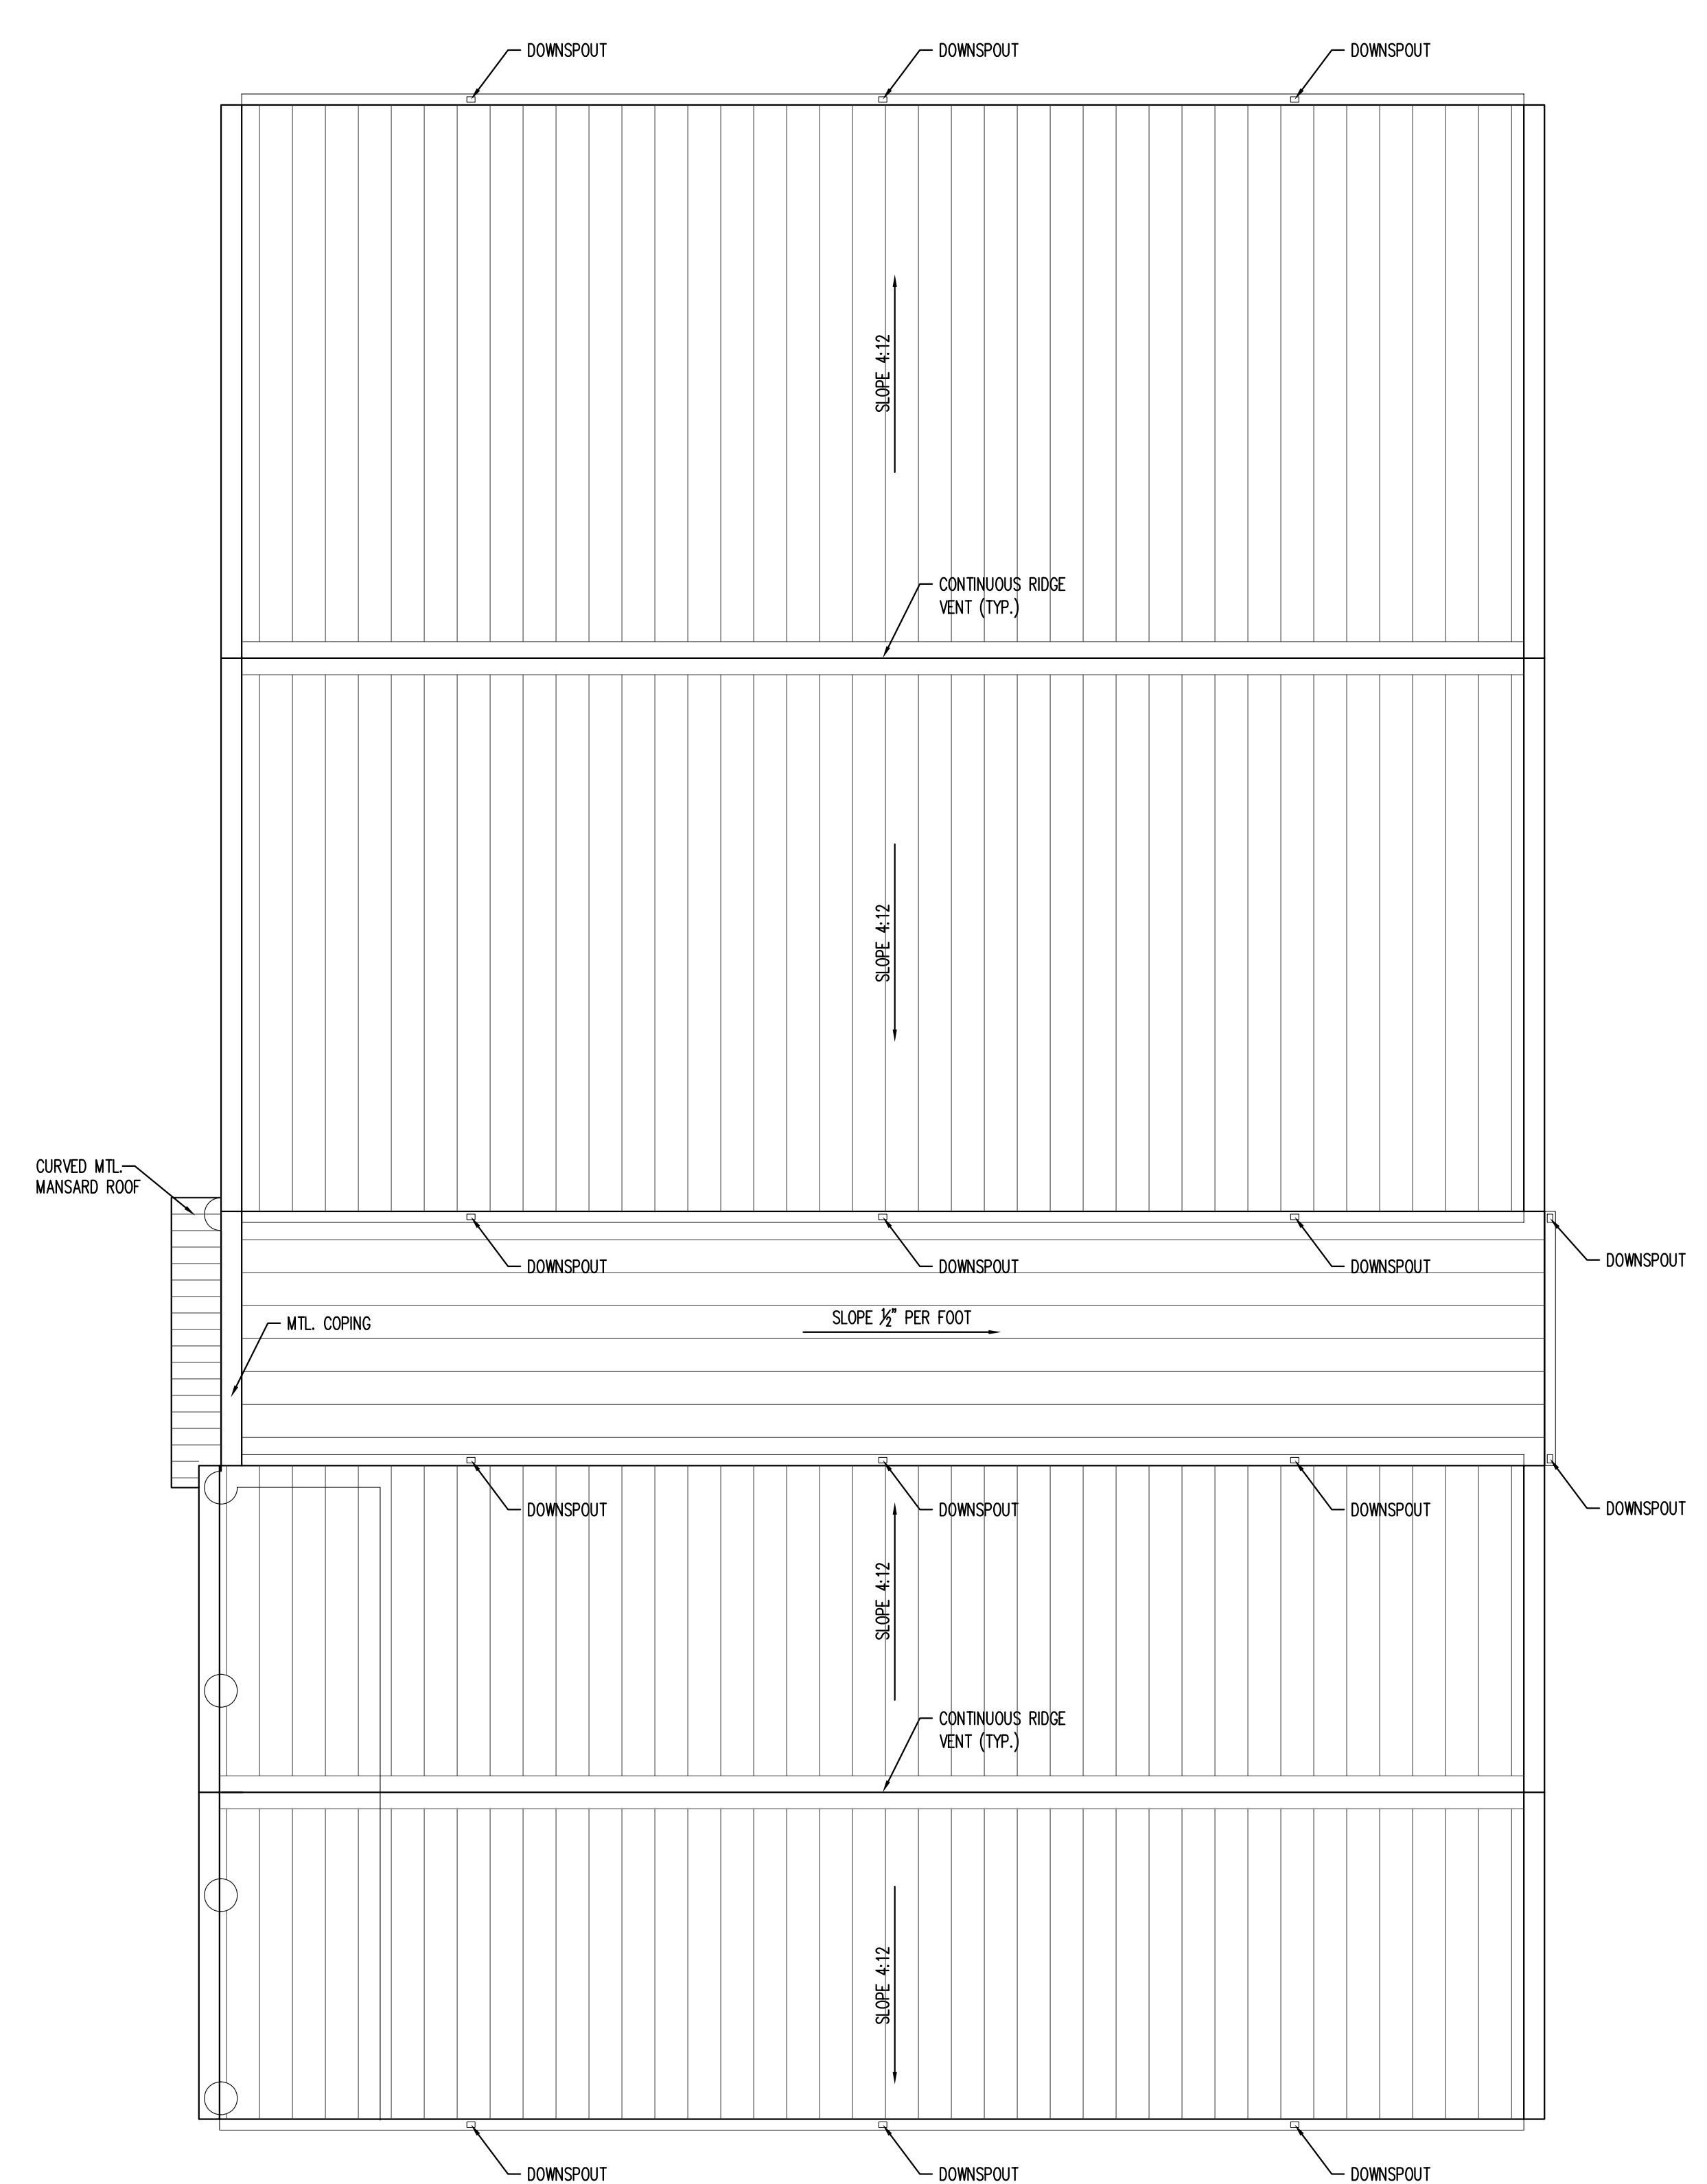 DOWNSPOUT
DOWNSPOUT
DOWNSPOUT
SLOPE 4:12
CONTINUOUS RIDGE
VENT (TYP.)
SLOPE 4:12
CURVED MTL.
MANSARD ROOF
DOWNSPOUT
DOWNSPOUT
DOWNSPOUT
DOWNSPOUT
MTL. COPING
SLOPE ½" PER FOOT
DOWNSPOUT
DOWNSPOUT
DOWNSPOUT
DOWNSPOUT
SLOPE 4:12
CONTINUOUS RIDGE
VENT (TYP.)
SLOPE 4:12
DOWNSPOUT
DOWNSPOUT
DOWNSPOUT